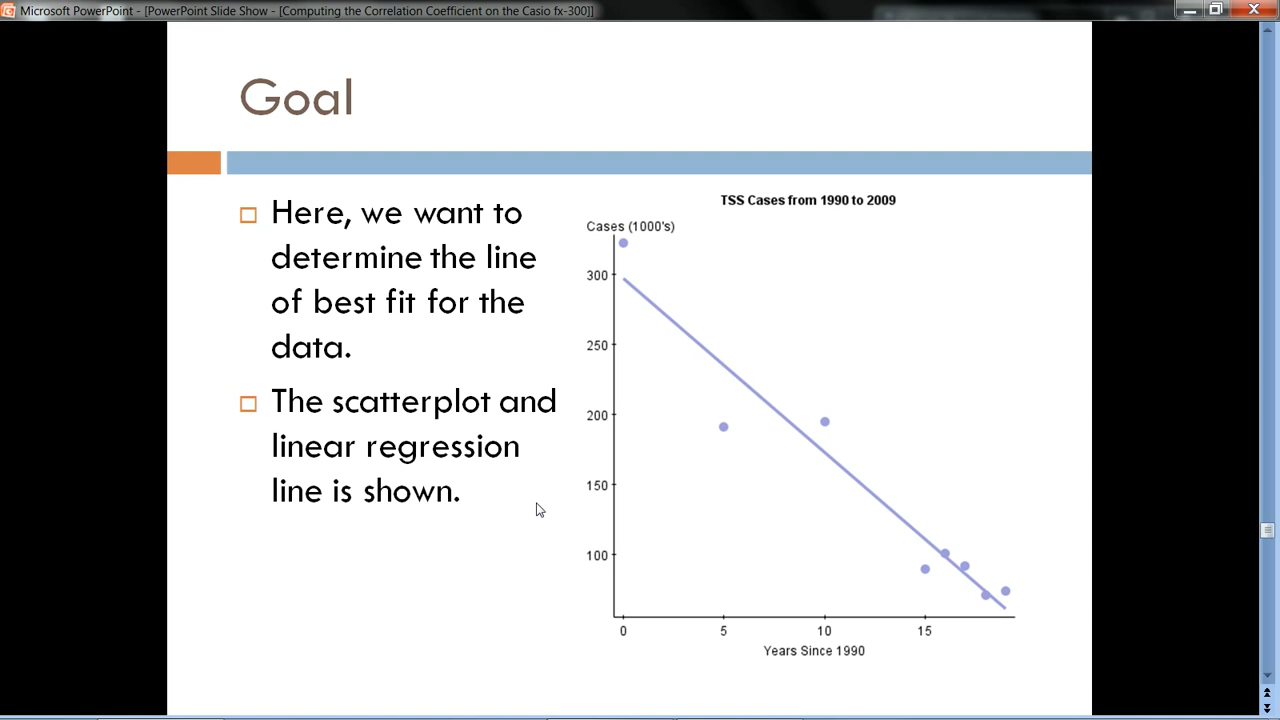 Microsoft PowerPoint - [PowerPoint Slide Show - [Computing the Correlation Coefficient on the Casio fx-300]]
Goal
Here, we want to
determine the line
of best fit for the
data.
The scatterplot and
linear regression
line is shown.
TSS Cases from 1990 to 2009
Cases (1000's)
300
250
200
150
100
0 5 10 15
Years Since 1990